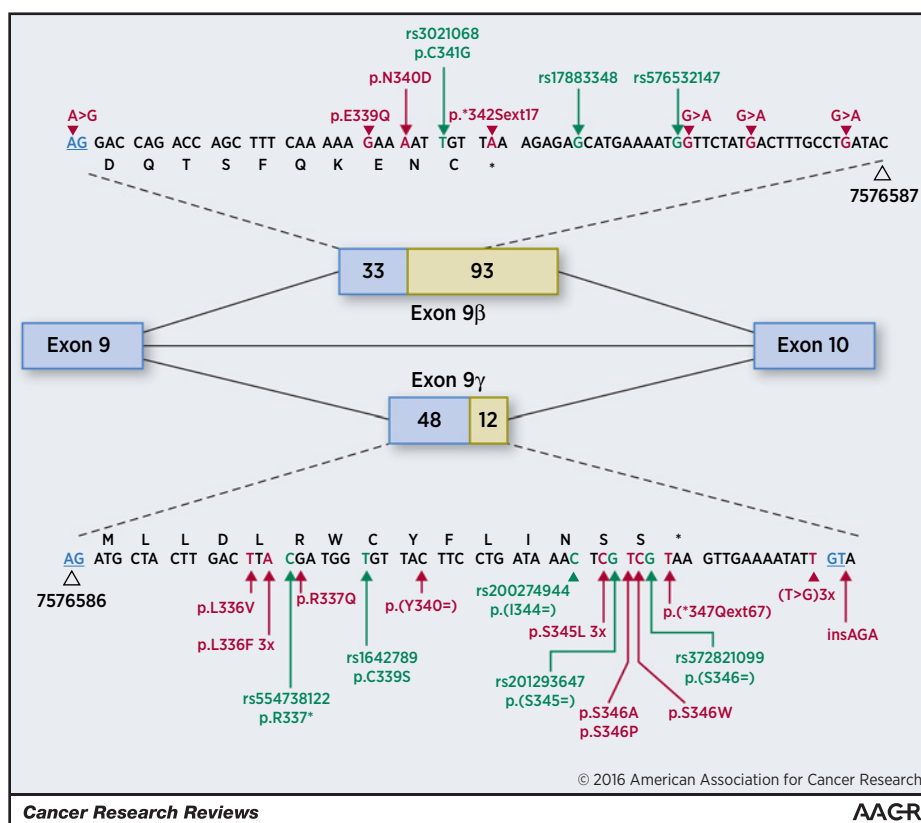 rs3021068
p.C341G
p.N340D
rs17883348
rs576532147
A>G
p.E339Q
p.*342Sext17
G>A
G>A
G>A
AG GAC CAG ACC AGC TTT CAA AAA GAA AAT TGT TAA AGAGAGCATGAAAATGGTTCTATGACTTTGCCTGATAC
D Q T S F Q K E N C *
7576587
33
93
Exon 9β
Exon 9
Exon 10
Exon 9γ
48
12
M L L D L R W C Y F L I N S S *
AG ATG CTA CTT GAC TTA CGA TGG TGT TAC TTC CTG ATA AAC TCG TCG TAA GTTGAAAATATT GTA
7576586
p.L336V
p.R337Q
p.(Y340=)
rs200274944
p.(I344=)
p.(*347Qext67)
(T>G)3x
p.L336F 3x
p.S345L 3x
insAGA
rs1642789
p.C339S
rs201293647
p.(S345=)
rs372821099
p.(S346=)
rs554738122
p.R337*
p.S346A
p.S346P
p.S346W
© 2016 American Association for Cancer Research
Cancer Research Reviews
AACR